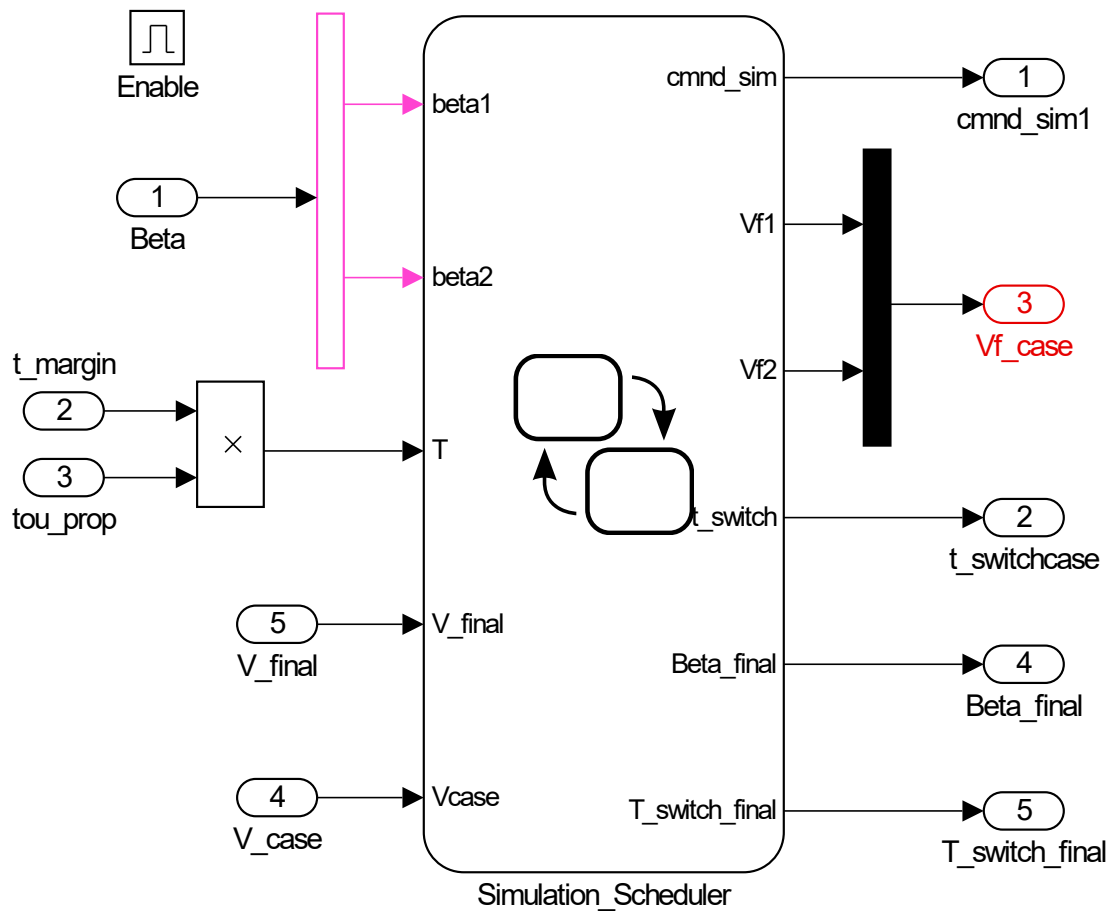 Enable
1
Beta
t_margin
2
3
tou_prop
×
5
V_final
4
V_case
beta1
beta2
T
V_final
Vcase
cmnd_sim
Vf1
Vf2
t_switch
Beta_final
T_switch_final
Simulation_Scheduler
1
cmnd_sim1
3
Vf_case
2
t_switchcase
4
Beta_final
5
T_switch_final